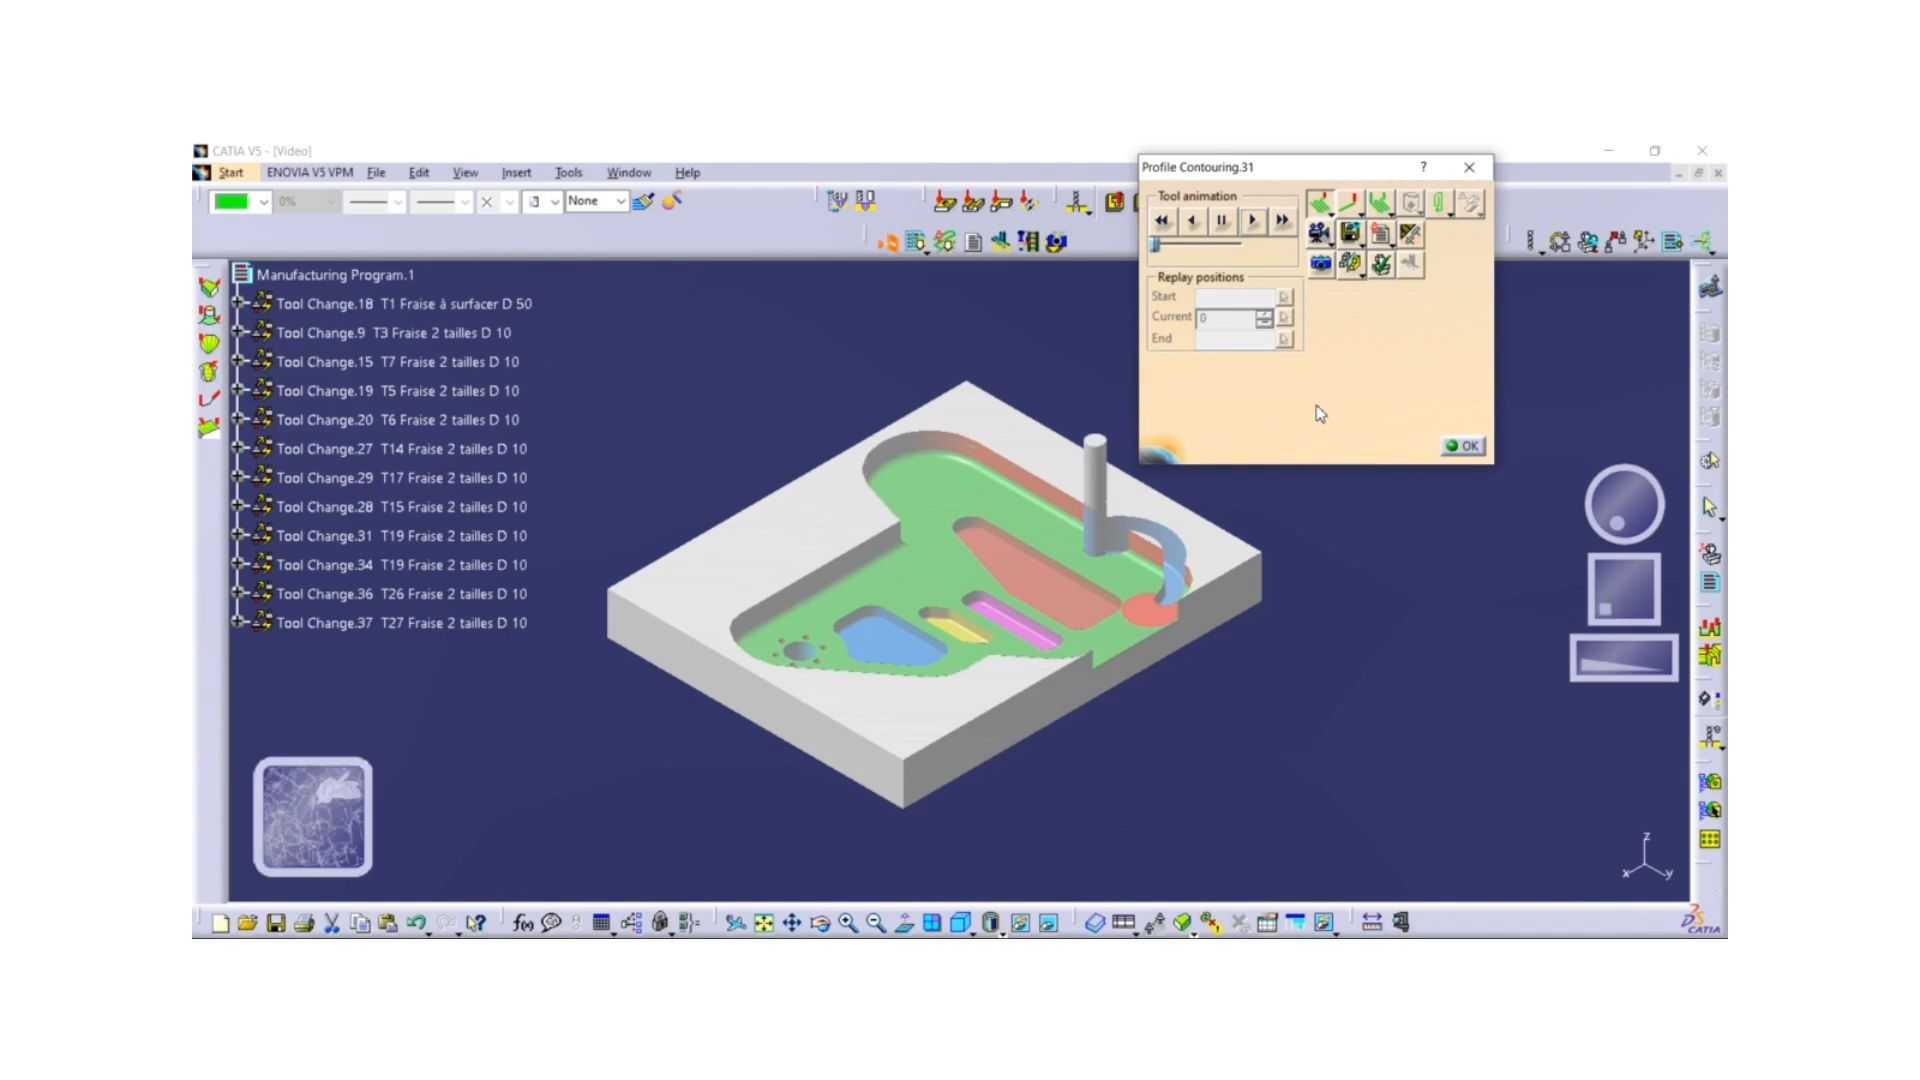 CATIA V5 - [Video]
Start ENOVIA V5 VPM File Edit View Insert Tools Window Help
0% None
Profile Contouring.31
Tool animation
Replay positions
Start
Current 0
End
OK
Manufacturing Program.1
Tool Change.18 T1 Fraise à surfacer D 50
Tool Change.9 T3 Fraise 2 tailles D 10
Tool Change.15 T7 Fraise 2 tailles D 10
Tool Change.19 T5 Fraise 2 tailles D 10
Tool Change.20 T6 Fraise 2 tailles D 10
Tool Change.27 T14 Fraise 2 tailles D 10
Tool Change.29 T17 Fraise 2 tailles D 10
Tool Change.28 T15 Fraise 2 tailles D 10
Tool Change.31 T19 Fraise 2 tailles D 10
Tool Change.34 T19 Fraise 2 tailles D 10
Tool Change.36 T26 Fraise 2 tailles D 10
Tool Change.37 T27 Fraise 2 tailles D 10
z
x y
f(x)
CATIA